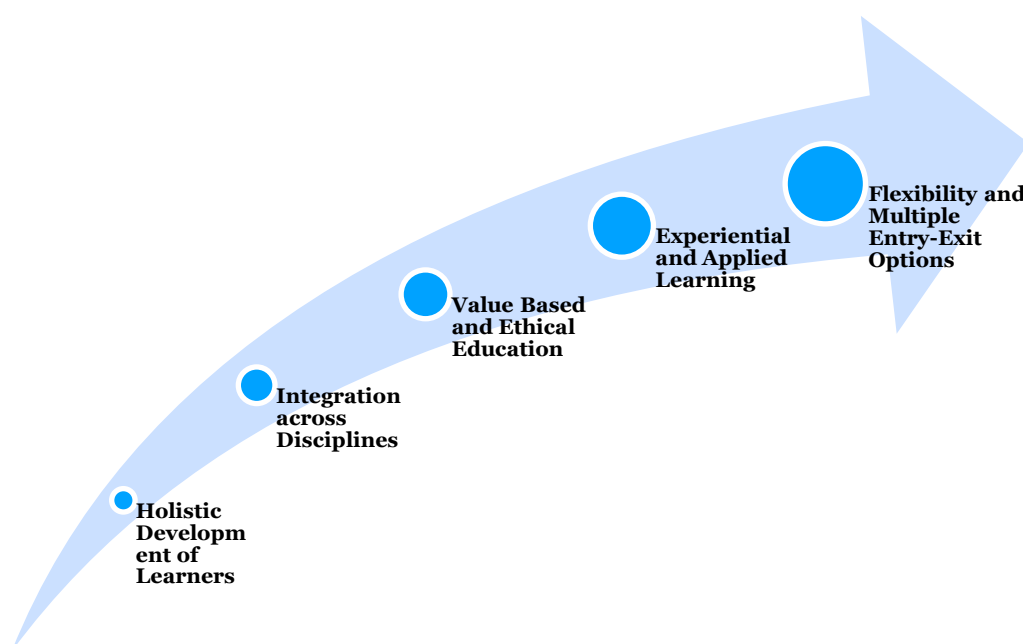 Holistic
Developm
ent of
Learners
Integration
across
Disciplines
Value Based
and Ethical
Education
Experiential
and Applied
Learning
Flexibility and
Multiple
Entry-Exit
Options